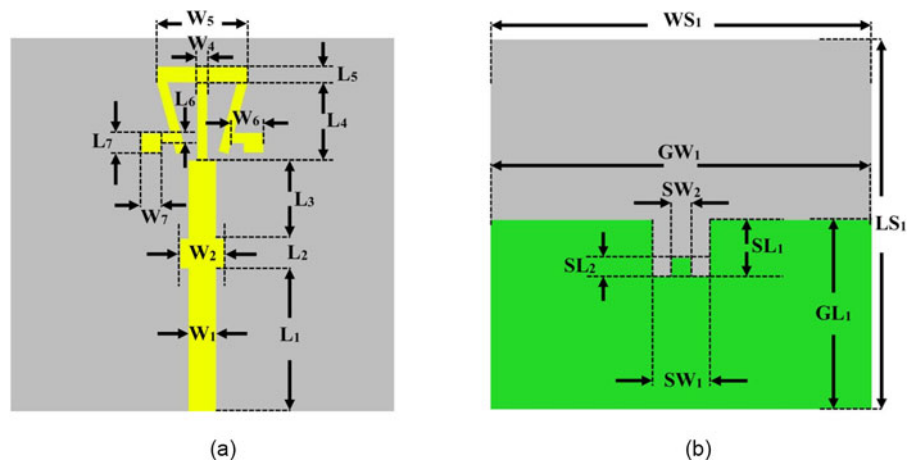 W₅
W₄
L₅
L₆
W₆
L₄
L₇
W₇
L₃
W₂
L₂
W₁
L₁
(a)
WS₁
GW₁
SW₂
LS₁
SL₁
SL₂
GL₁
SW₁
(b)